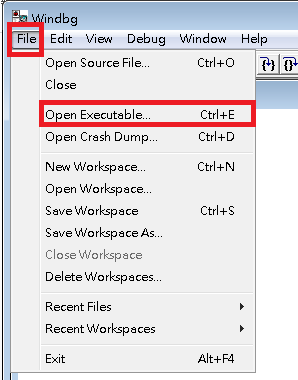 Windbg
File Edit View Debug Window Help
Open Source File... Ctrl+O
Close
Open Executable... Ctrl+E
Open Crash Dump... Ctrl+D
New Workspace... Ctrl+N
Open Workspace...
Save Workspace Ctrl+S
Save Workspace As...
Close Workspace
Delete Workspaces...
Recent Files
Recent Workspaces
Exit Alt+F4